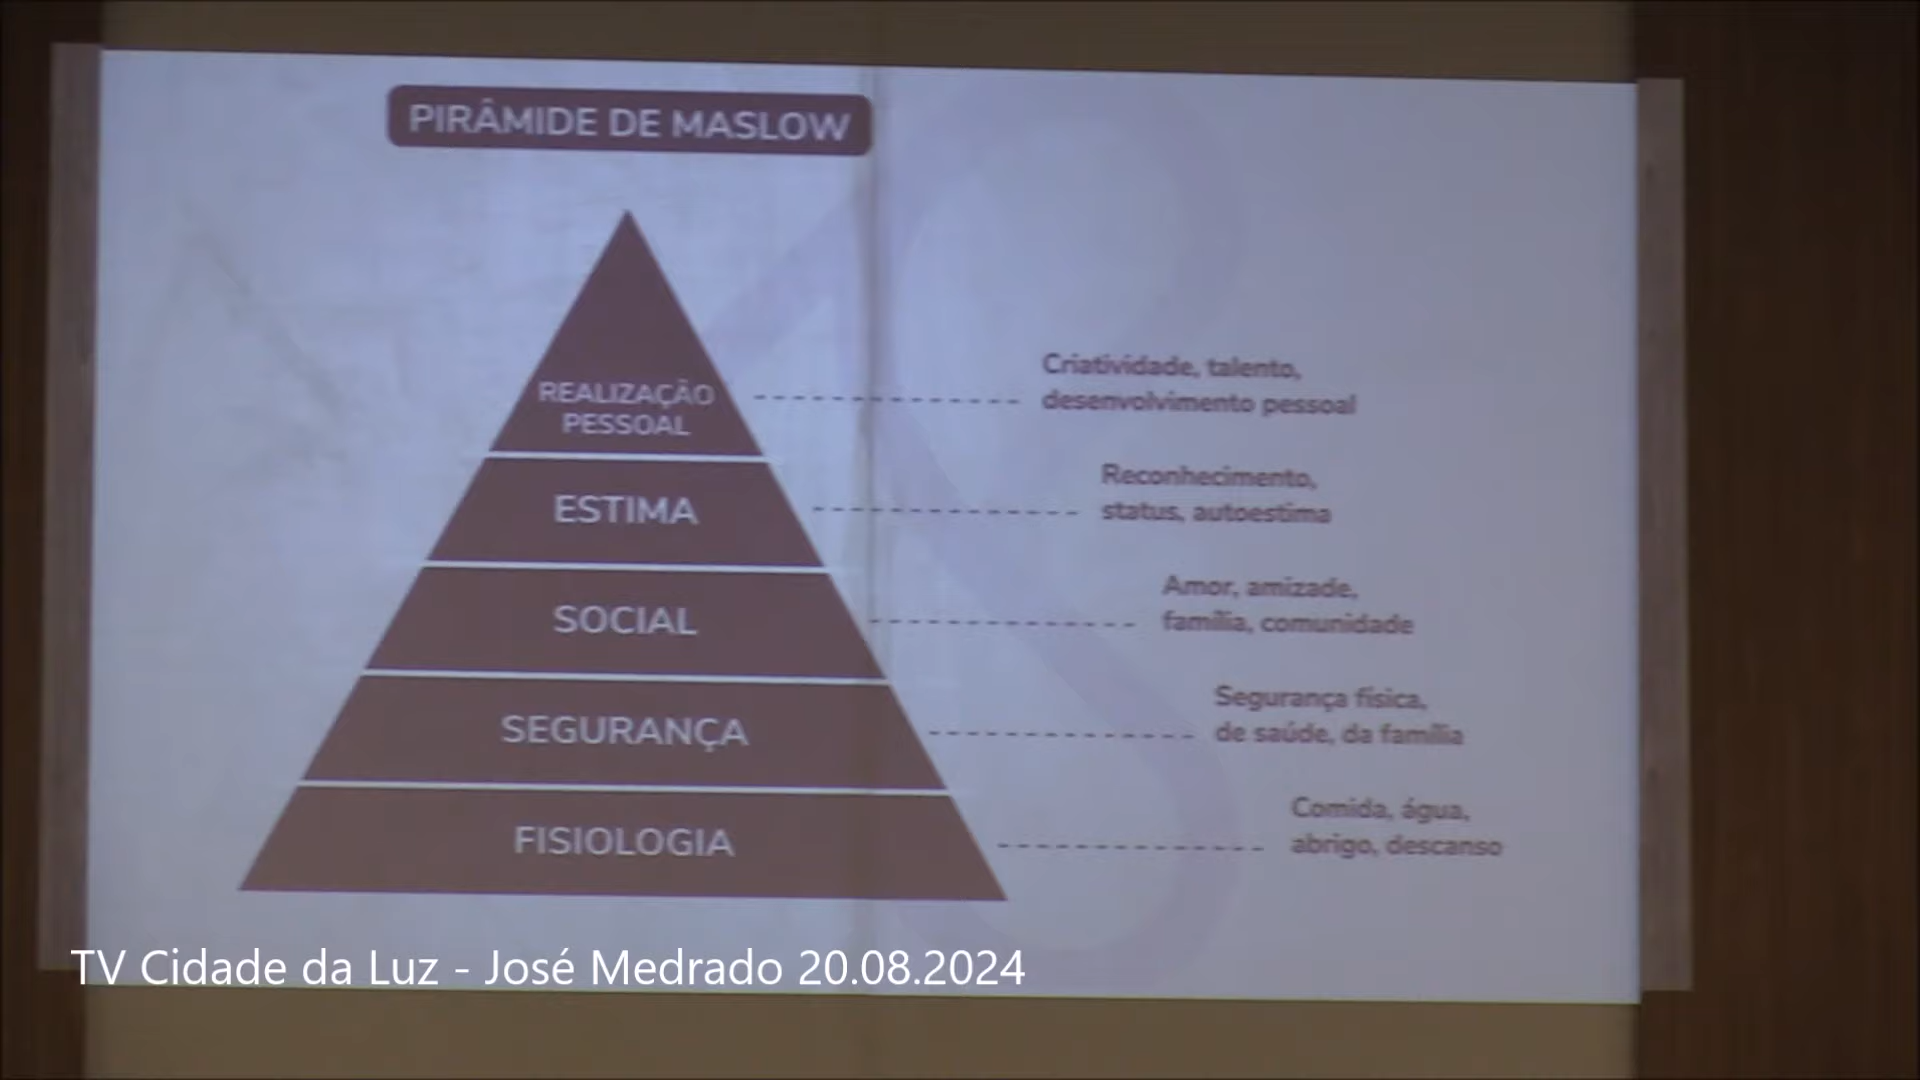 PIRÂMIDE DE MASLOW
REALIZAÇÃO
PESSOAL
Criatividade, talento,
desenvolvimento pessoal
ESTIMA
Reconhecimento,
status, autoestima
SOCIAL
Amor, amizade,
família, comunidade
SEGURANÇA
Segurança física,
de saúde, da família
FISIOLOGIA
Comida, água,
abrigo, descanso
TV Cidade da Luz - José Medrado 20.08.2024